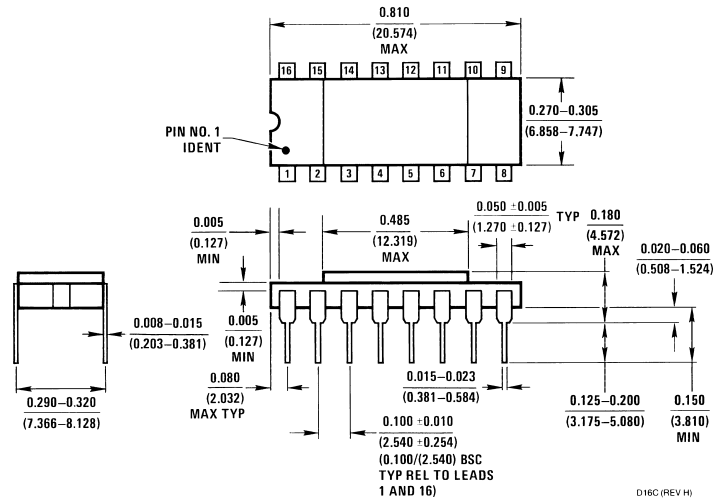 0.810
(20.574)
MAX
16 15 14 13 12 11 10 9
0.270–0.305
(6.858–7.747)
PIN NO. 1
IDENT
1 2 3 4 5 6 7 8
0.005
(0.127)
MIN
0.485
(12.319)
MAX
0.050 ±0.005
(1.270 ±0.127)
TYP
0.180
(4.572)
MAX
0.020–0.060
(0.508–1.524)
0.008–0.015
(0.203–0.381)
0.005
(0.127)
MIN
0.290–0.320
(7.366–8.128)
0.080
(2.032)
MAX TYP
0.015–0.023
(0.381–0.584)
0.100 ±0.010
(2.540 ±0.254)
(0.100/(2.540) BSC
TYP REL TO LEADS
1 AND 16)
0.125–0.200
(3.175–5.080)
0.150
(3.810)
MIN
D16C (REV H)